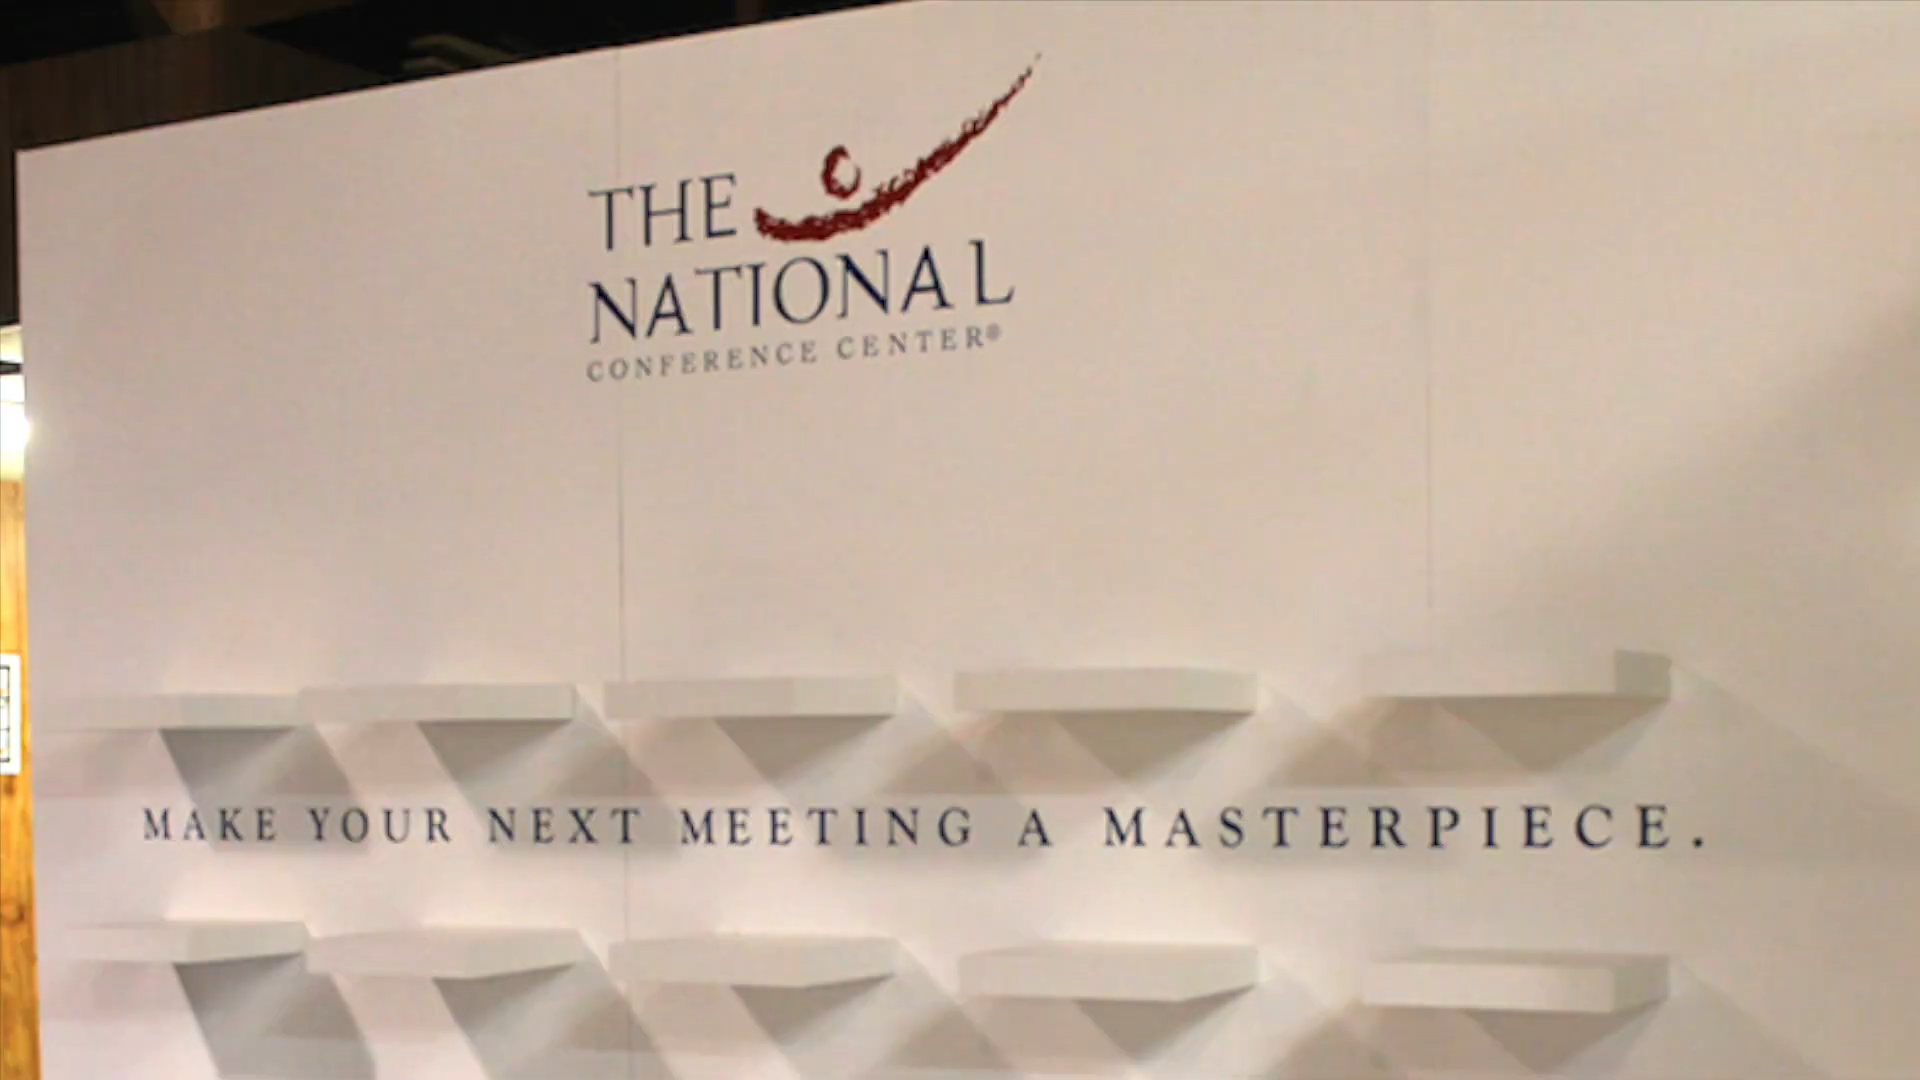 THE
NATIONAL
CONFERENCE CENTER®
MAKE YOUR NEXT MEETING A MASTERPIECE.